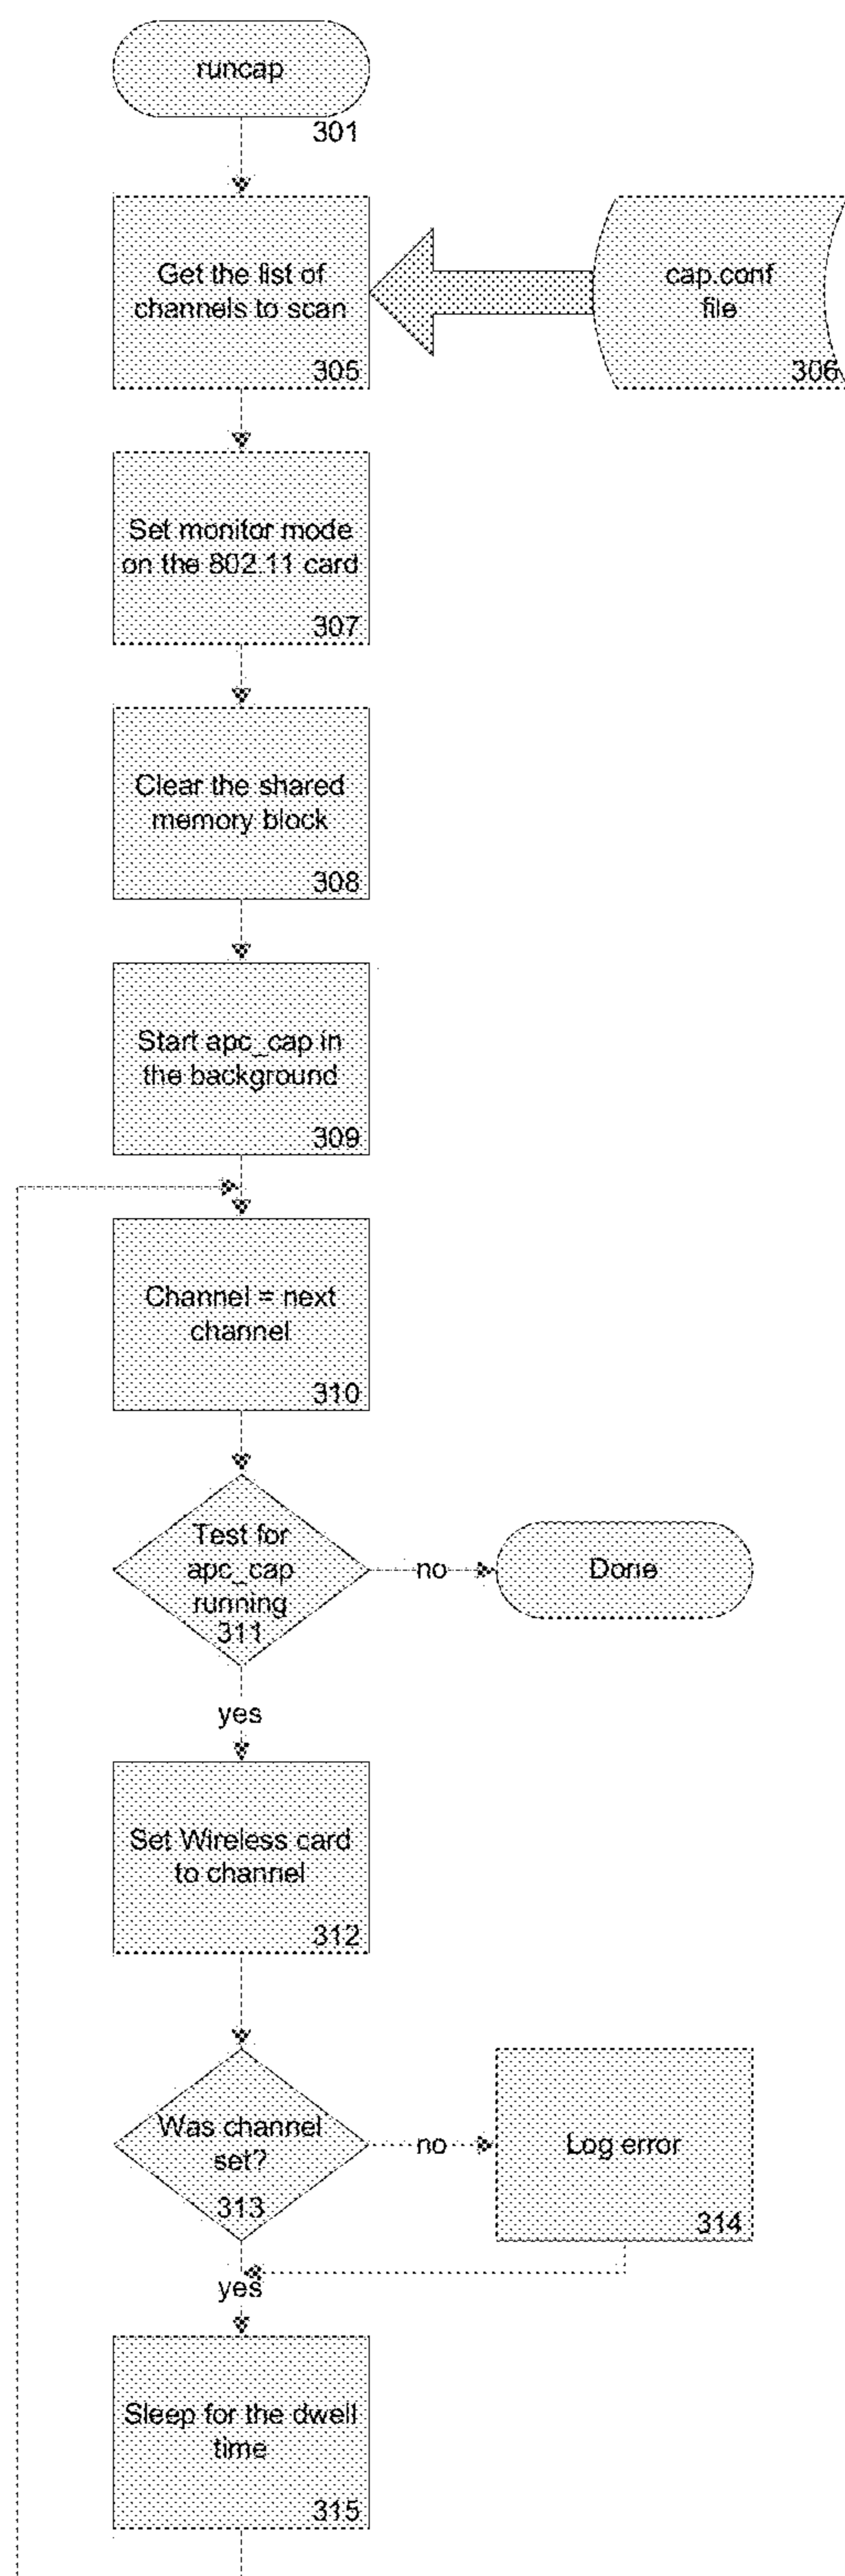 runcap
301
Get the list of
channels to scan
305
cap.conf
file
306
Set monitor mode
on the 802.11 card
307
Clear the shared
memory block
308
Start apc_cap in
the background
309
Channel = next
channel
310
Test for
apc_cap
running
311
no
Done
yes
Set Wireless card
to channel
312
Was channel
set?
313
no
Log error
314
yes
Sleep for the dwell
time
315